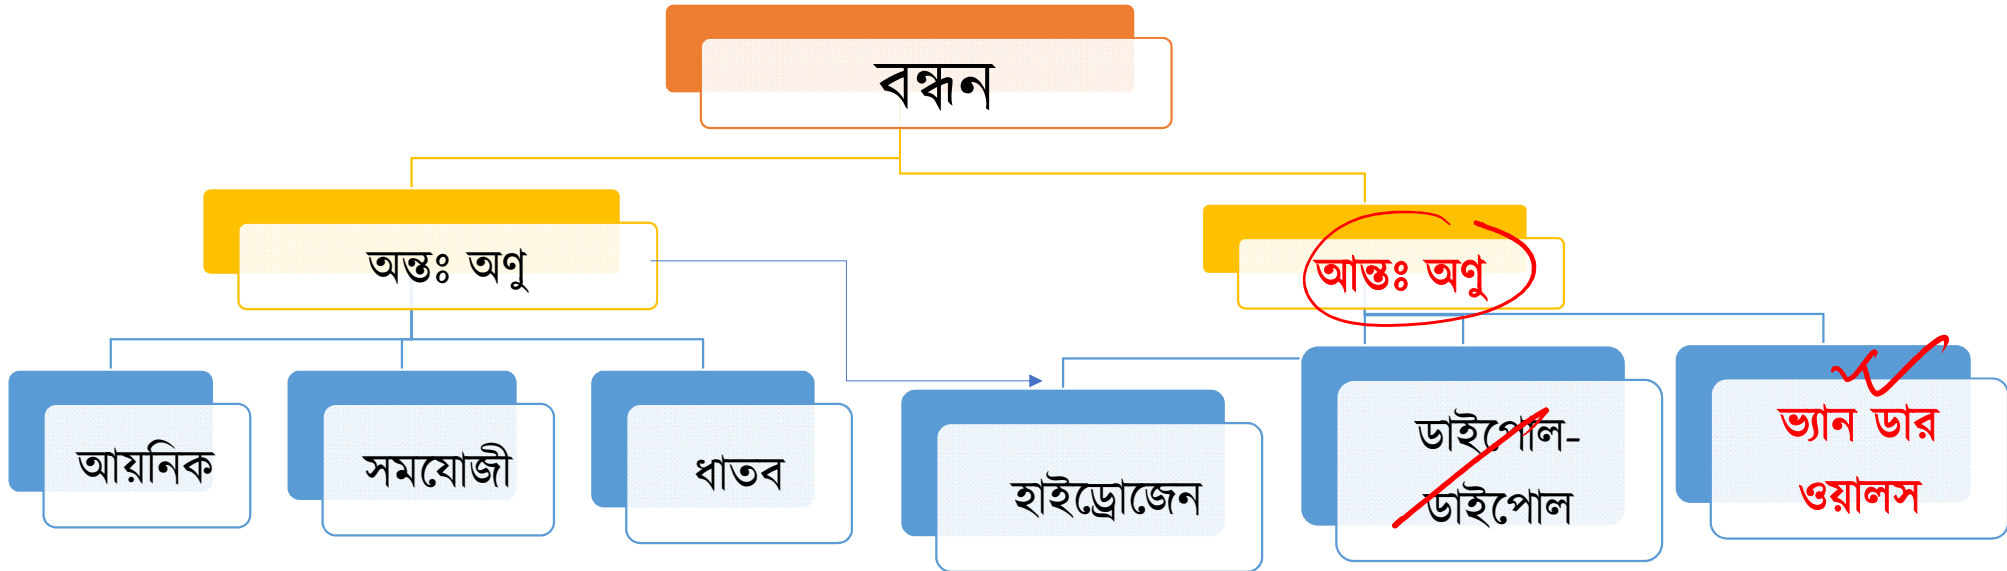 বন্ধন
অন্তঃ অণু
আন্তঃ অণু
আয়নিক
সমযোজী
ধাতব
হাইড্রোজেন
ডাইপোল-
ডাইপোল
ভ্যান ডার
ওয়ালস